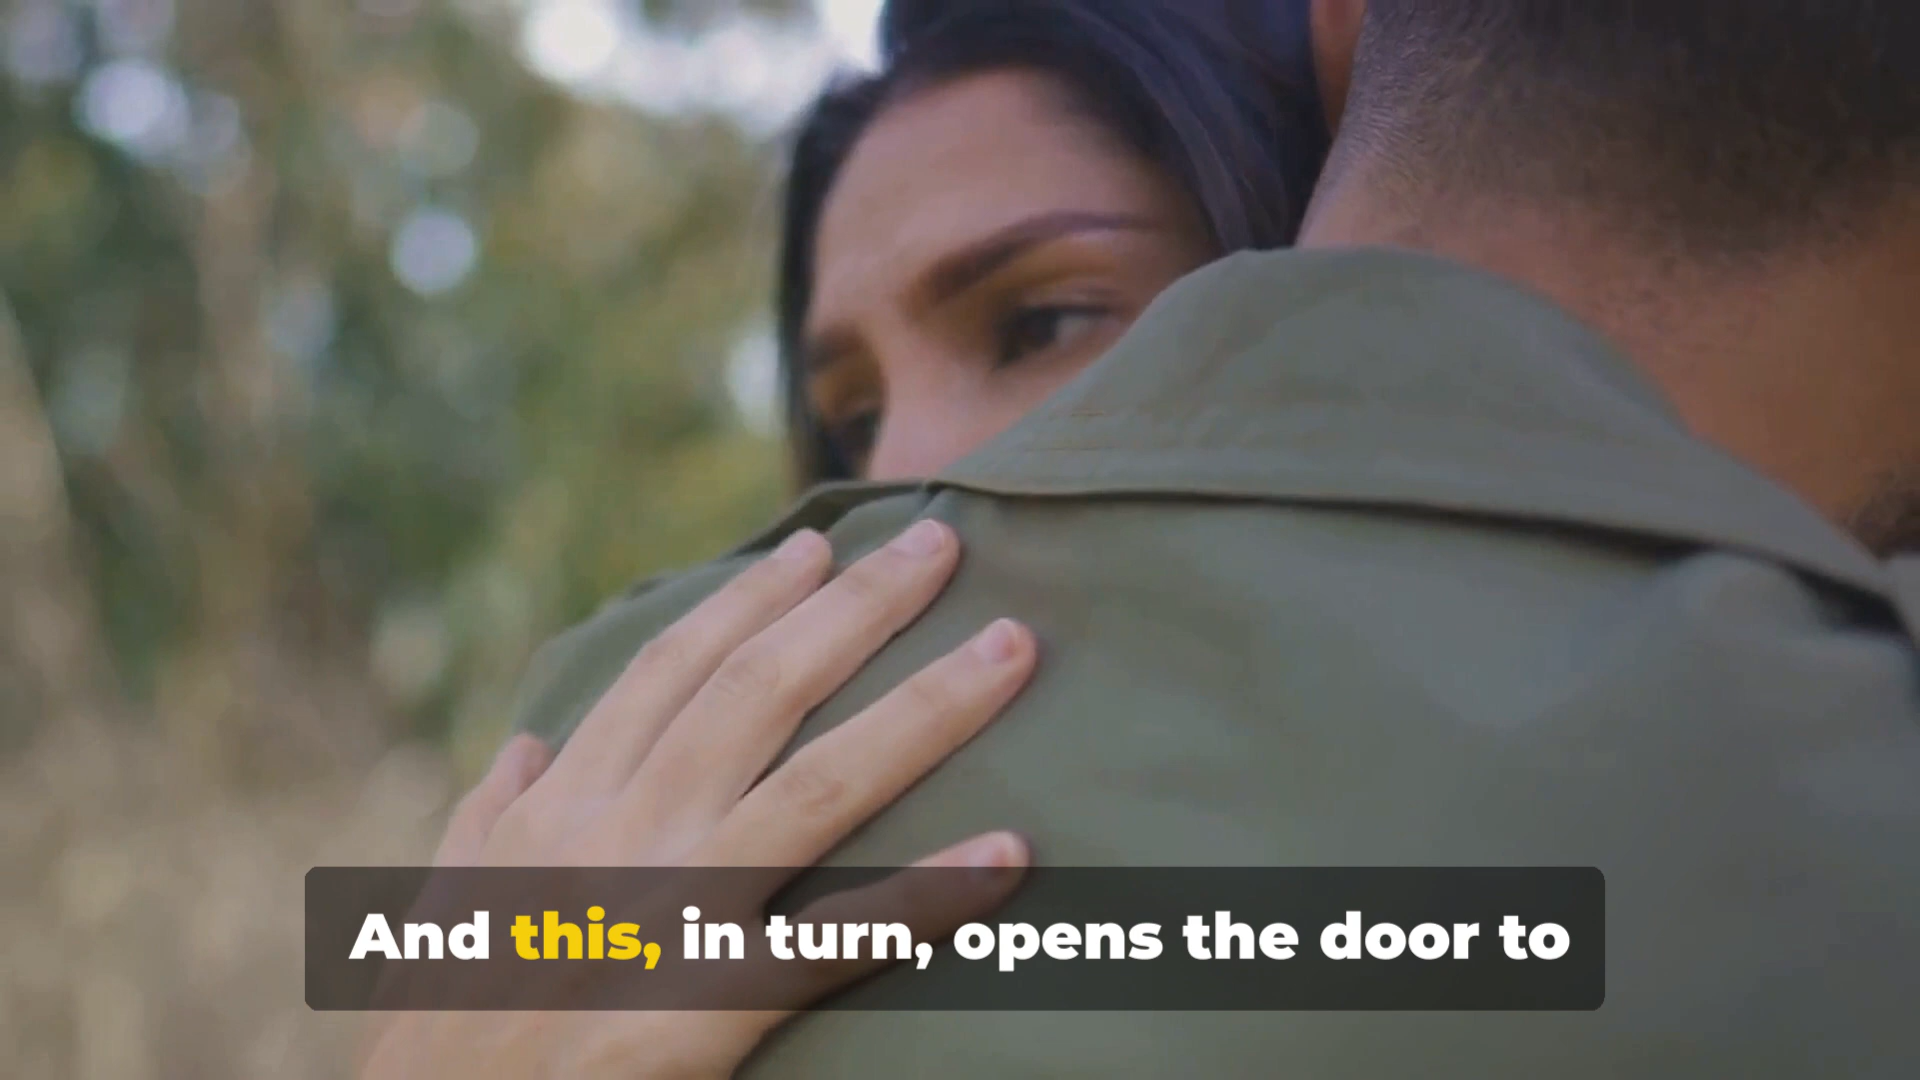 And this, in turn, opens the door to